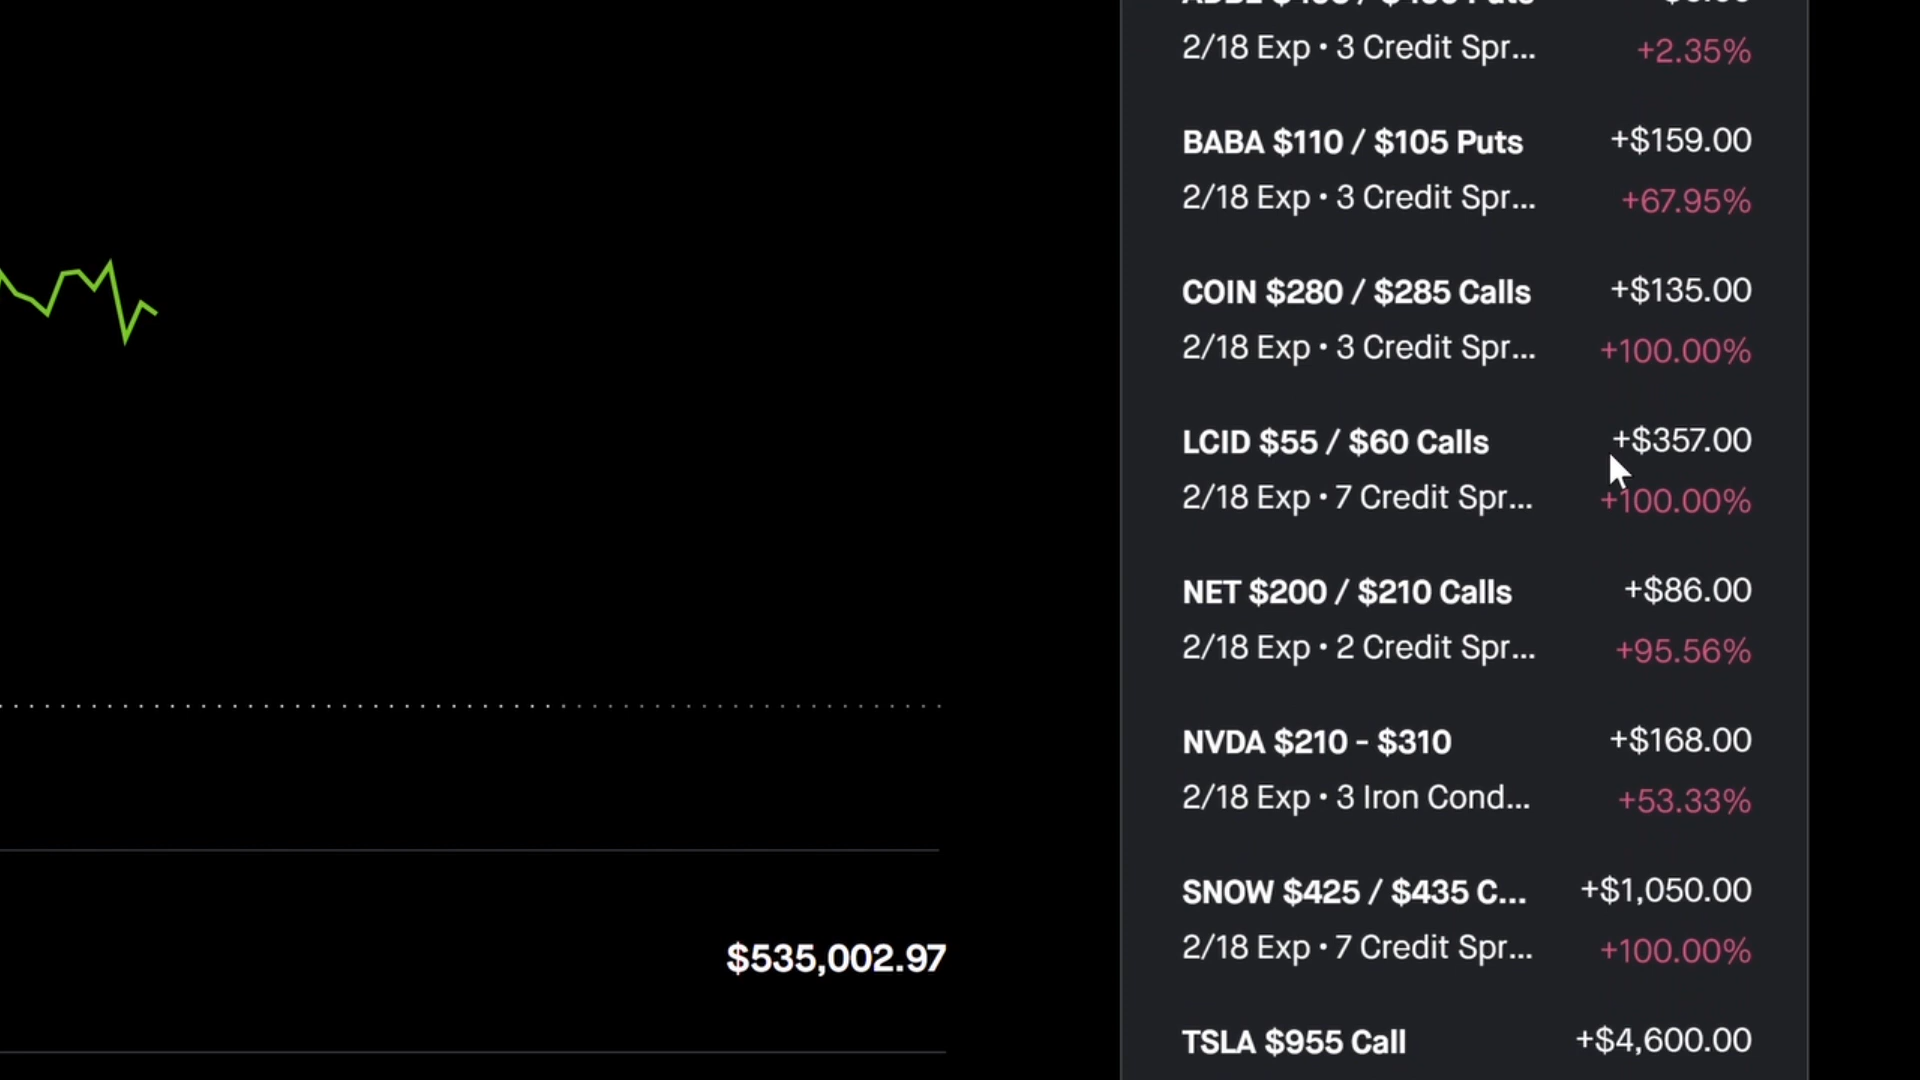 2/18 Exp • 3 Credit Spr...
+2.35%
BABA $110 / $105 Puts
+$159.00
2/18 Exp • 3 Credit Spr...
+67.95%
COIN $280 / $285 Calls
+$135.00
2/18 Exp • 3 Credit Spr...
+100.00%
LCID $55 / $60 Calls
+$357.00
2/18 Exp • 7 Credit Spr...
+100.00%
NET $200 / $210 Calls
+$86.00
2/18 Exp • 2 Credit Spr...
+95.56%
NVDA $210 - $310
+$168.00
2/18 Exp • 3 Iron Cond...
+53.33%
SNOW $425 / $435 C...
+$1,050.00
2/18 Exp • 7 Credit Spr...
+100.00%
$535,002.97
TSLA $955 Call
+$4,600.00